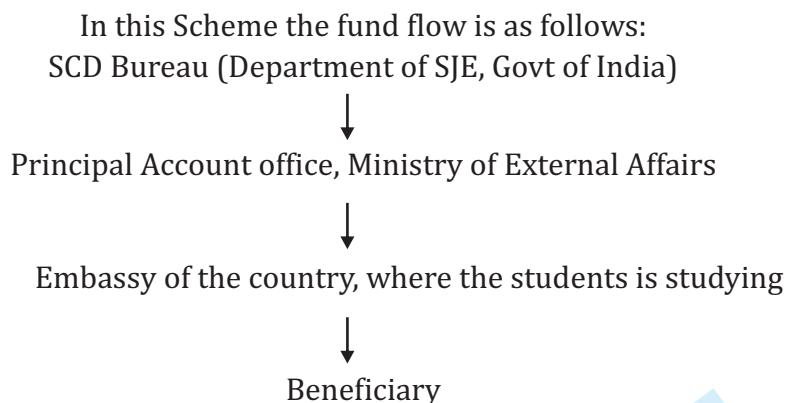 In this Scheme the fund flow is as follows:
SCD Bureau (Department of SJE, Govt of India)
Principal Account office, Ministry of External Affairs
Embassy of the country, where the students is studying
Beneficiary